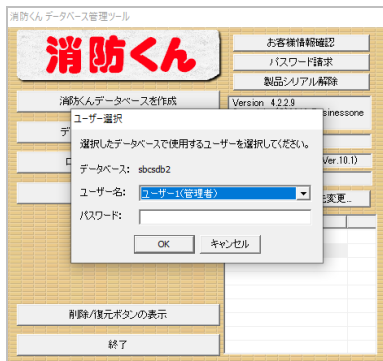 消防くん データベース管理ツール
消防くん
お客様情報確認
パスワード請求
製品シリアル解除
消防くんデータベースを作成
Version 4.2.2.9
sinessone
ユーザー選択
選択したデータベースで使用するユーザーを選択してください。
データベース: sbcsdb2
Ver.10.1)
ユーザー名: ユーザー1(管理者)
変更...
パスワード:
OK
キャンセル
削除/復元ボタンの表示
終了